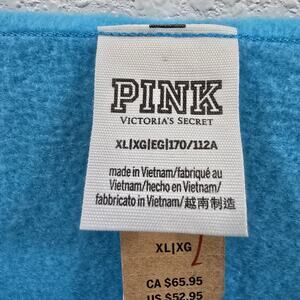 PINK
VICTORIA'S SECRET
XL|XG|EG|170/112A
made in Vietnam/fabriqué au
Vietnam/hecho en Vietnam/
fabbricato in Vietnam/越南制造
XL|XG
CA $65.95
US $52.95